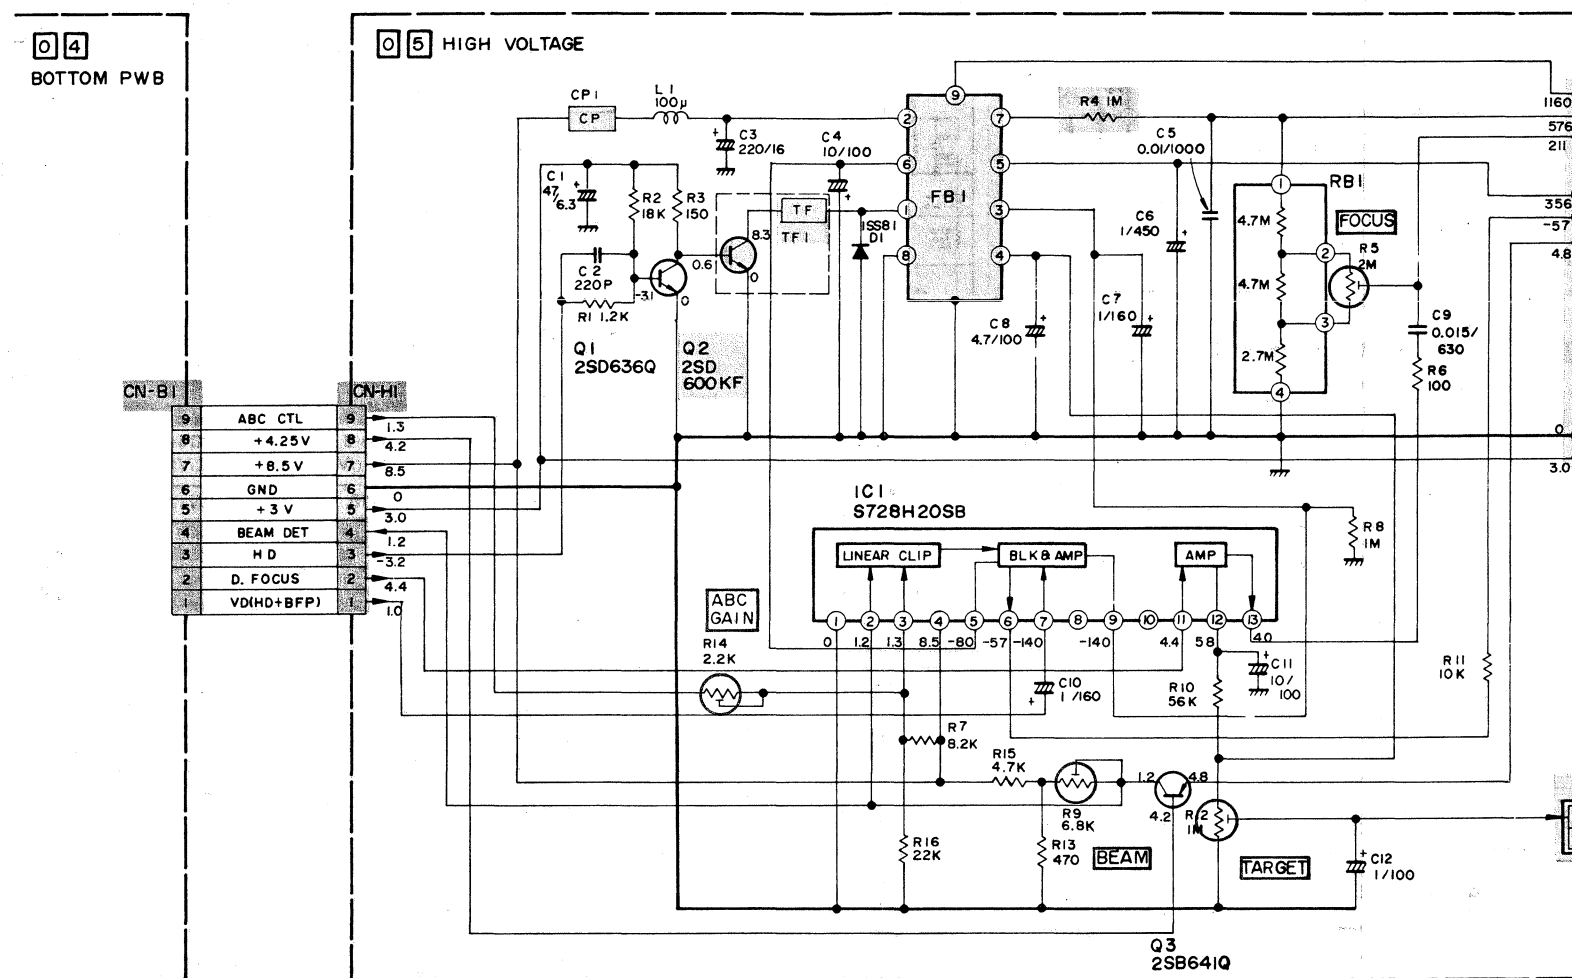 04
BOTTOM PWB
05 HIGH VOLTAGE
CP1
CP
L1
100μ
C3
220/16
C4
10/100
C1
47/6.3
R2
18K
R3
150
8.3
TF
TF1
1SS81
D1
0.6
0
C2
220P
-3.1
0
R1 1.2K
Q1
2SD636Q
Q2
2SD
600KF
FB1
9
2
6
1
8
7
5
3
4
R4 1M
C5
0.01/1000
C6
1/450
C7
1/160
C8
4.7/100
RB1
1
4.7M
2
4.7M
3
2.7M
4
FOCUS
R5
2M
C9
0.015/
630
R6
100
1160
576
211
356
-57
4.8
0
3.0
CN-B1
CN-H1
9 ABC CTL 9 1.3
8 +4.25V 8 4.2
7 +8.5V 7 8.5
6 GND 6 0
5 +3V 5 3.0
4 BEAM DET 4 1.2
3 HD 3 -3.2
2 D. FOCUS 2 4.4
1 VD(HD+BFP) 1 1.0
IC1
S728H20SB
LINEAR CLIP
BLK & AMP
AMP
1 2 3 4 5 6 7 8 9 10 11 12 13
0 1.2 1.3 8.5 -80 -57 -140 -140 4.4 58 4.0
R8
1M
ABC
GAIN
R14
2.2K
C10
1/160
R10
56K
C11
10/
100
R11
10K
R7
8.2K
R15
4.7K
R9
6.8K
1.2
4.8
4.2
R12
1M
R16
22K
R13
470
BEAM
TARGET
C12
1/100
Q3
2SB641Q